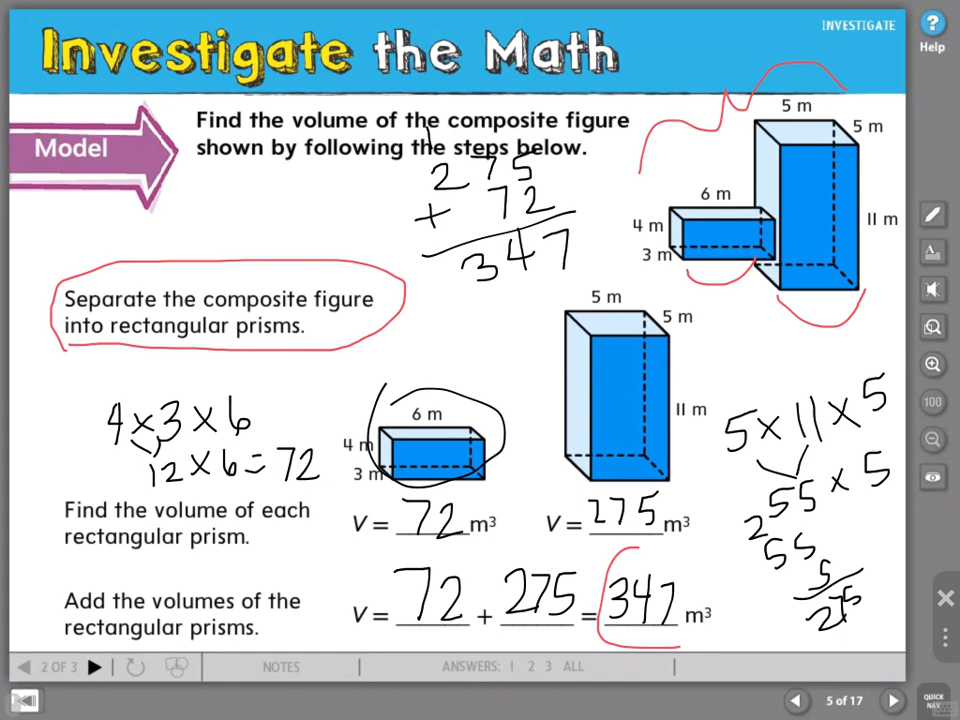 INVESTIGATE
Investigate the Math
Help
Model
Find the volume of the composite figure
shown by following the steps below.
275
+ 72
347
5 m
5 m
6 m
4 m
3 m
11 m
Separate the composite figure
into rectangular prisms.
5 m
5 m
11 m
6 m
4 m
3 m
4 x 3 x 6
12 x 6 = 72
5 x 11 x 5
55 x 5
2
55
5
275
100
Find the volume of each
rectangular prism.
V = 72 m³
V = 275 m³
Add the volumes of the
rectangular prisms.
V = 72 + 275 = 347 m³
2 OF 3
NOTES
ANSWERS: 1 2 3 ALL
5 of 17
QUICK
NAV